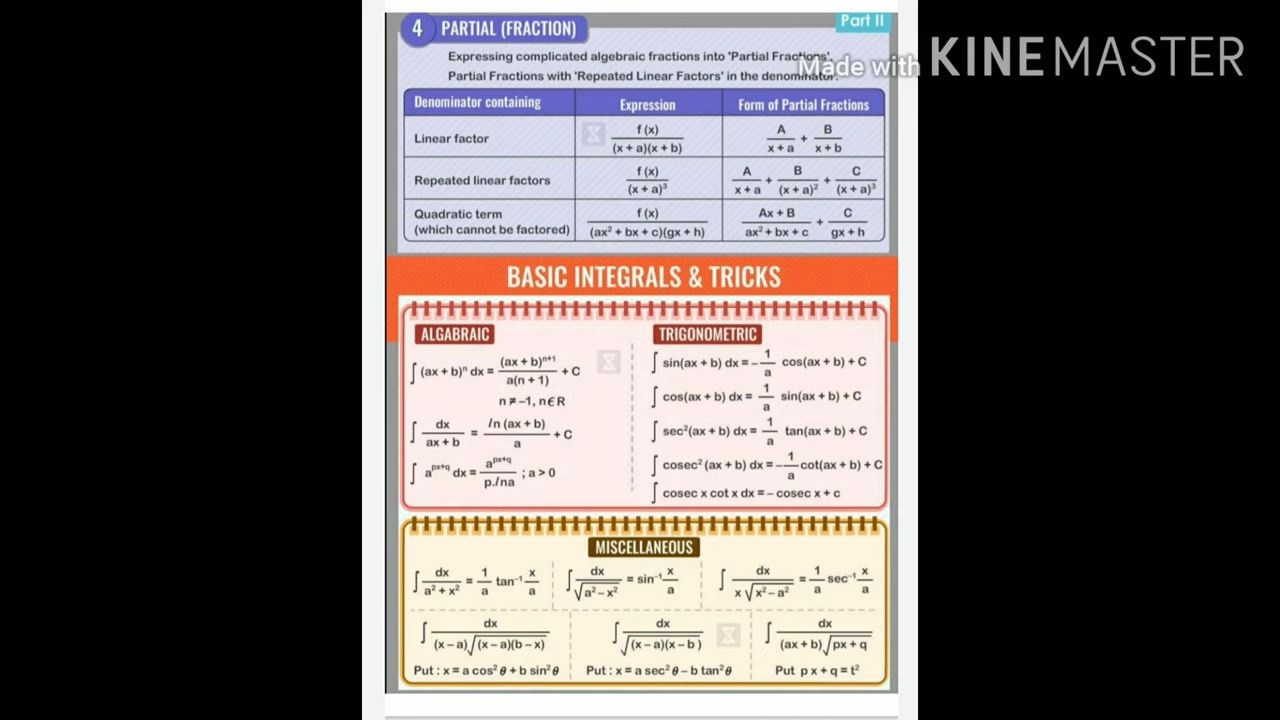 4 PARTIAL (FRACTION)
Part II
Made with KINEMASTER
Expressing complicated algebraic fractions into 'Partial Fractions'.
Partial Fractions with 'Repeated Linear Factors' in the denominator.
Denominator containing Expression Form of Partial Fractions
Linear factor f (x) / (x + a)(x + b) A / x + a + B / x + b
Repeated linear factors f (x) / (x + a)³ A / x + a + B / (x + a)² + C / (x + a)³
Quadratic term
(which cannot be factored) f (x) / (ax² + bx + c)(gx + h) Ax + B / ax² + bx + c + C / gx + h
BASIC INTEGRALS & TRICKS
ALGABRAIC
∫ (ax + b)ⁿ dx = (ax + b)ⁿ⁺¹ / a(n + 1) + C
n ≠ −1, n ∈ R
∫ dx / ax + b = ln (ax + b) / a + C
∫ a^(px+q) dx = a^(px+q) / p.lna ; a > 0
TRIGONOMETRIC
∫ sin(ax + b) dx = − 1 / a cos(ax + b) + C
∫ cos(ax + b) dx = 1 / a sin(ax + b) + C
∫ sec²(ax + b) dx = 1 / a tan(ax + b) + C
∫ cosec² (ax + b) dx = − 1 / a cot(ax + b) + C
∫ cosec x cot x dx = − cosec x + c
MISCELLANEOUS
∫ dx / a² + x² = 1 / a tan⁻¹ x / a
∫ dx / √a² − x² = sin⁻¹ x / a
∫ dx / x √x² − a² = 1 / a sec⁻¹ x / a
∫ dx / (x − a)√(x − a)(b − x)
Put : x = a cos² θ + b sin² θ
∫ dx / √(x − a)(x − b )
Put : x = a sec² θ − b tan² θ
∫ dx / (ax + b)√px + q
Put p x + q = t²